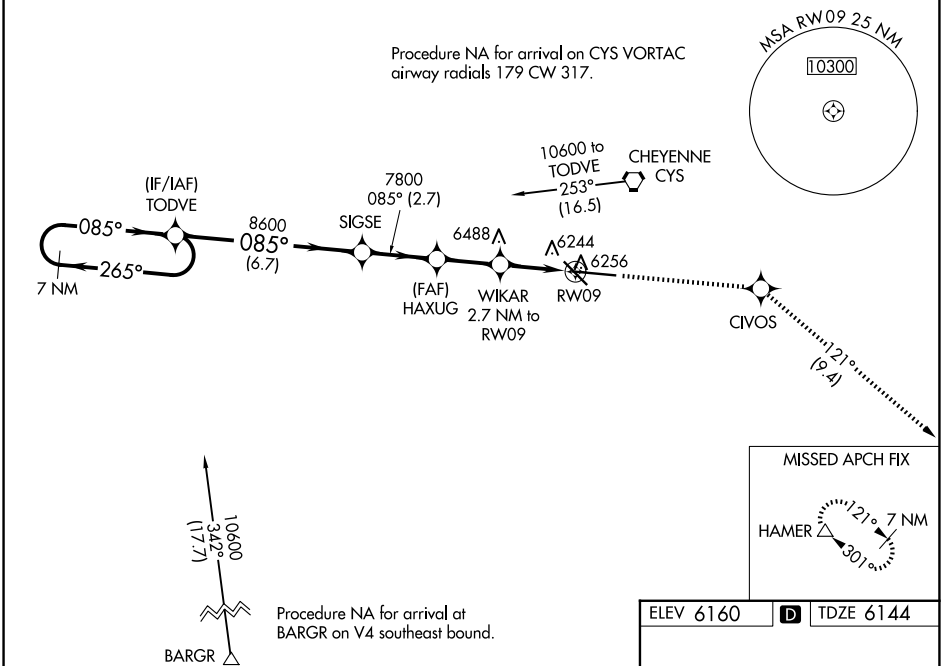 Procedure NA for arrival on CYS VORTAC
airway radials 179 CW 317.
MSA RW09 25 NM
10300
10600 to
TODVE
253°
(16.5)
CHEYENNE
CYS
(IF/IAF)
TODVE
085°
265°
7 NM
8600
085°
(6.7)
SIGSE
7800
085° (2.7)
(FAF)
HAXUG
6488
WIKAR
2.7 NM to
RW09
6244
6256
RW09
CIVOS
121°
(9.4)
10600
342°
(17.7)
BARGR
Procedure NA for arrival at
BARGR on V4 southeast bound.
MISSED APCH FIX
HAMER
121°
7 NM
301°
ELEV 6160
D
TDZE 6144